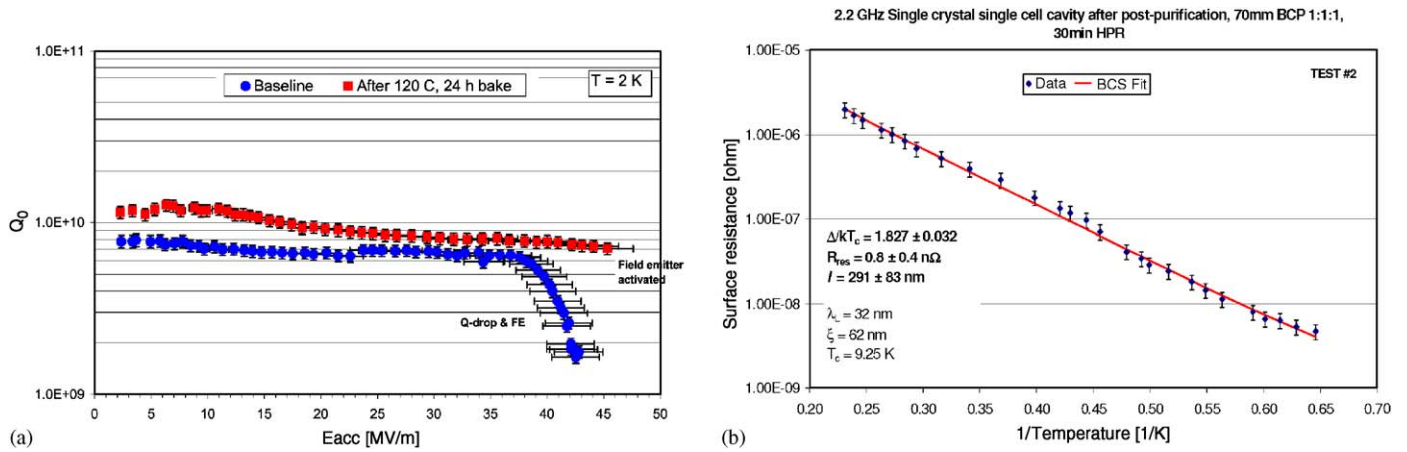 1.0E+11
Baseline
After 120 C, 24 h bake
T = 2 K
Q0
1.0E+10
Field emitter
activated
Q-drop & FE
1.0E+09
0 5 10 15 20 25 30 35 40 45 50
(a)
Eacc [MV/m]
2.2 GHz Single crystal single cell cavity after post-purification, 70mm BCP 1:1:1,
30min HPR
1.00E-05
TEST #2
Data
BCS Fit
1.00E-06
Surface resistance [ohm]
1.00E-07
Δ/kTc = 1.827 ± 0.032
Rres = 0.8 ± 0.4 nΩ
l = 291 ± 83 nm
1.00E-08
λL = 32 nm
ξ = 62 nm
Tc = 9.25 K
1.00E-09
0.20 0.25 0.30 0.35 0.40 0.45 0.50 0.55 0.60 0.65 0.70
(b)
1/Temperature [1/K]